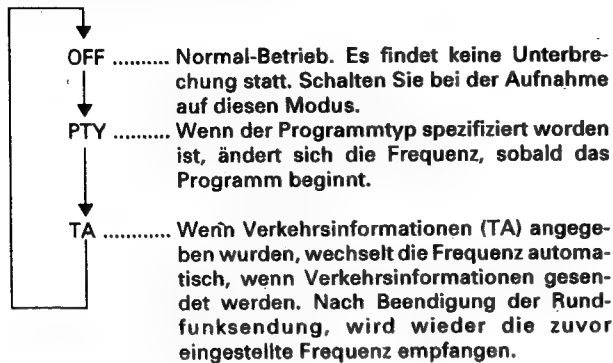 OFF .......... Normal-Betrieb. Es findet keine Unterbre-
chung statt. Schalten Sie bei der Aufnahme
auf diesen Modus.
PTY .......... Wenn der Programmtyp spezifiziert worden
ist, ändert sich die Frequenz, sobald das
Programm beginnt.
TA ............ Wenn Verkehrsinformationen (TA) angege-
ben wurden, wechselt die Frequenz automa-
tisch, wenn Verkehrsinformationen gesen-
det werden. Nach Beendigung der Rund-
funksendung, wird wieder die zuvor
eingestellte Frequenz empfangen.